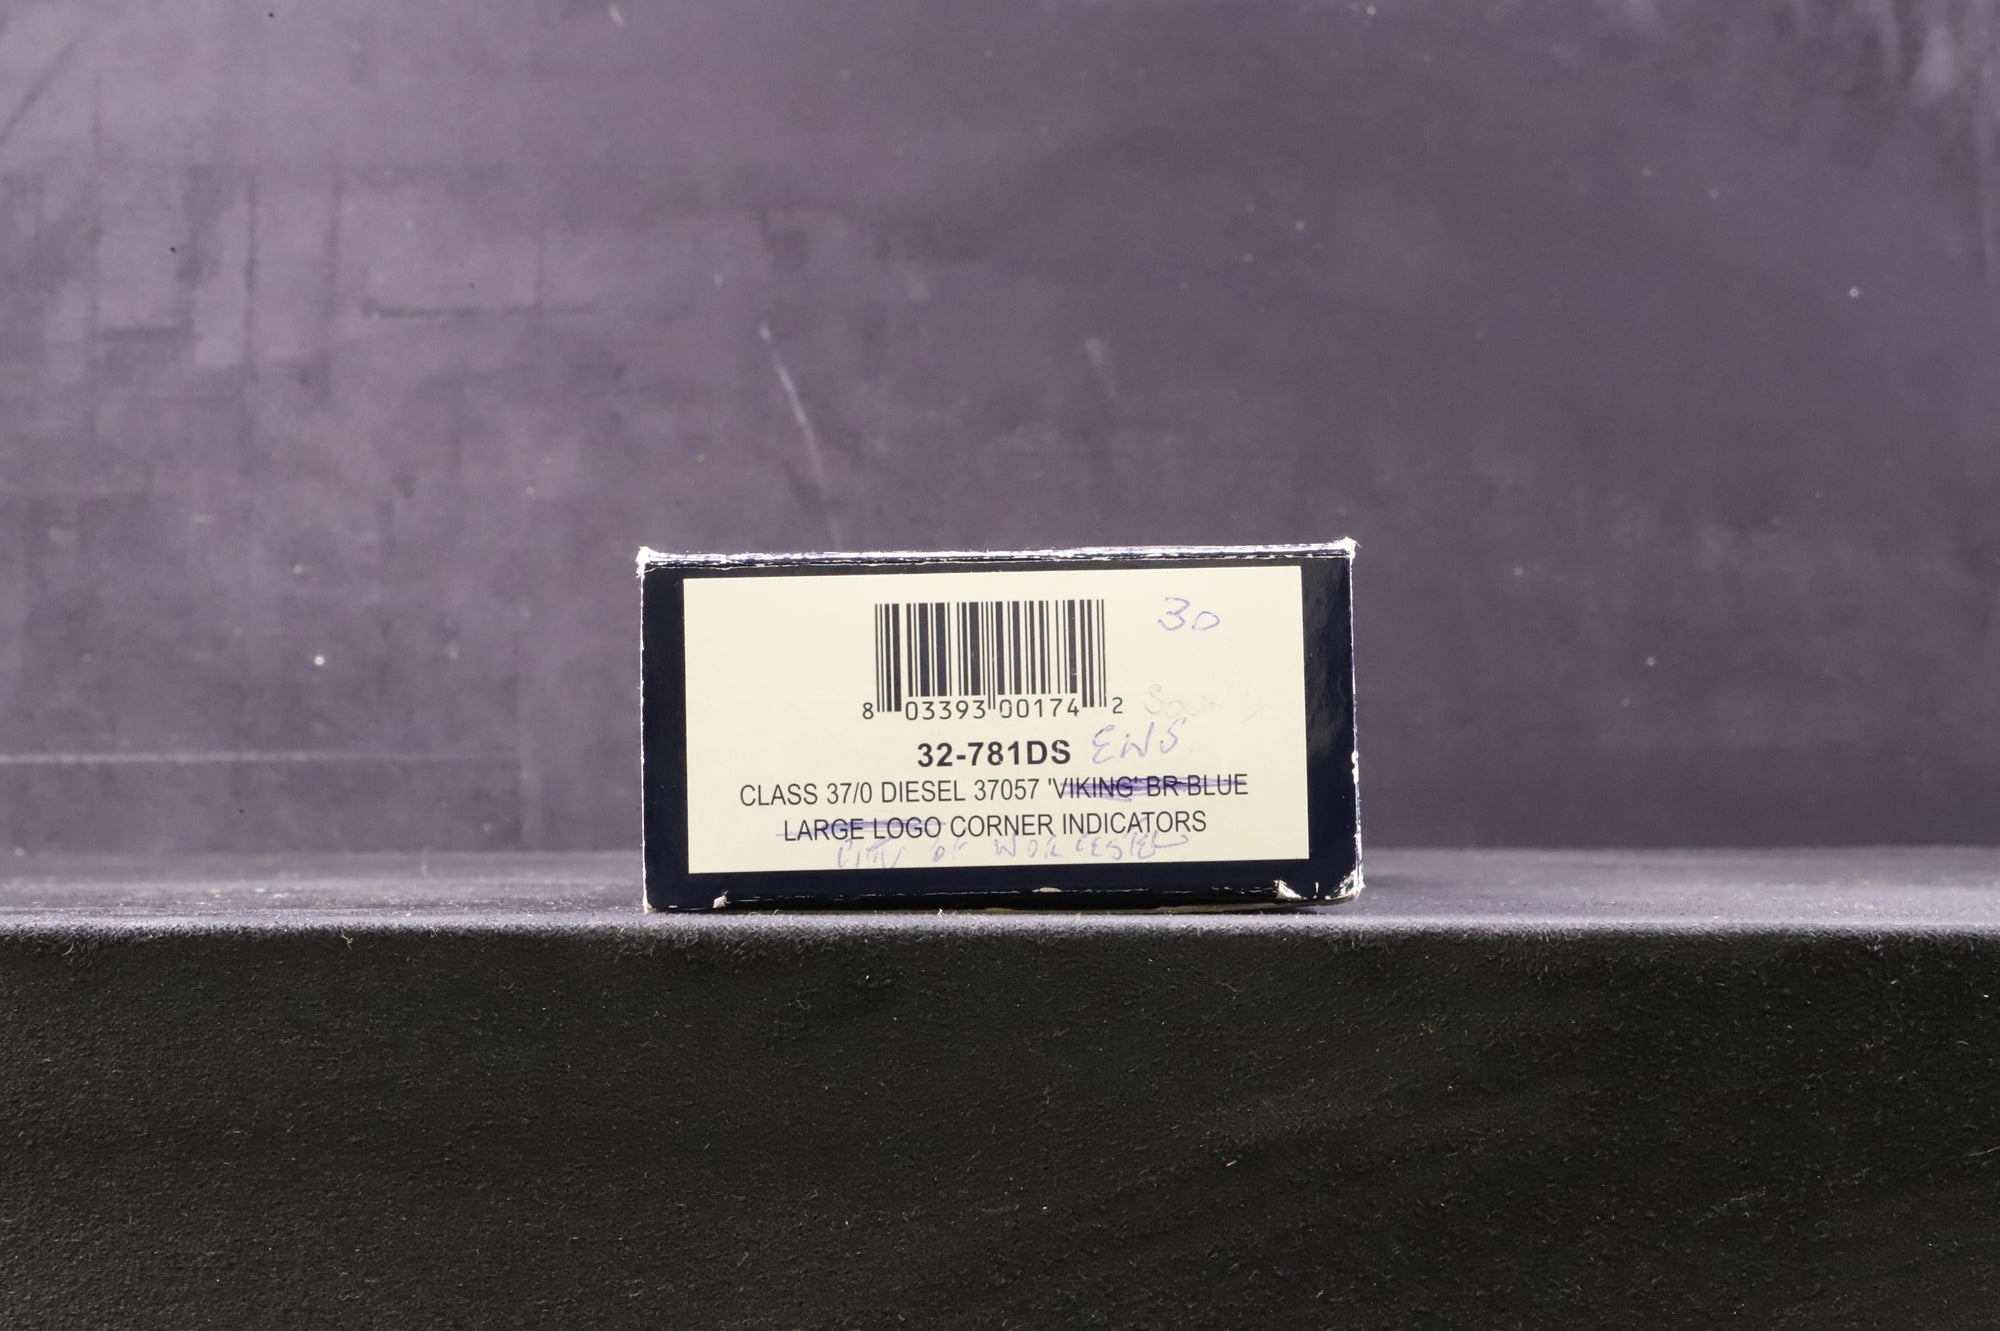 30
8 03393 00174 2
Sound
32-781DS EWS
CLASS 37/0 DIESEL 37057 'VIKING' BR BLUE
LARGE LOGO CORNER INDICATORS
CITY OF WORCESTER